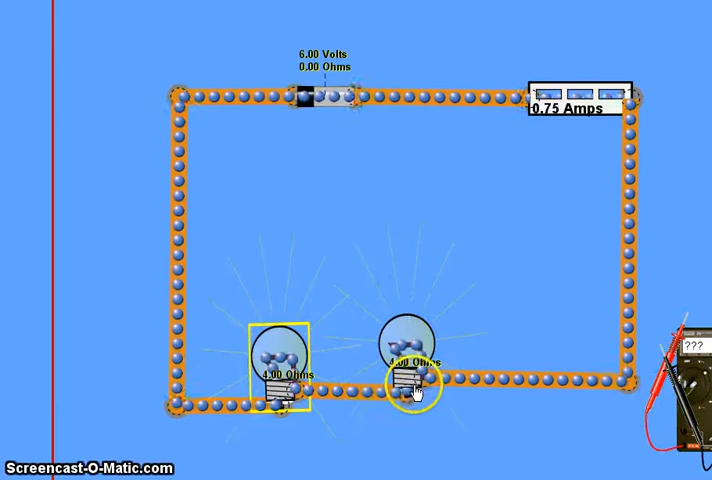 6.00 Volts
0.00 Ohms
0.75 Amps
4.00 Ohms
4.00 Ohms
???
Screencast-O-Matic.com